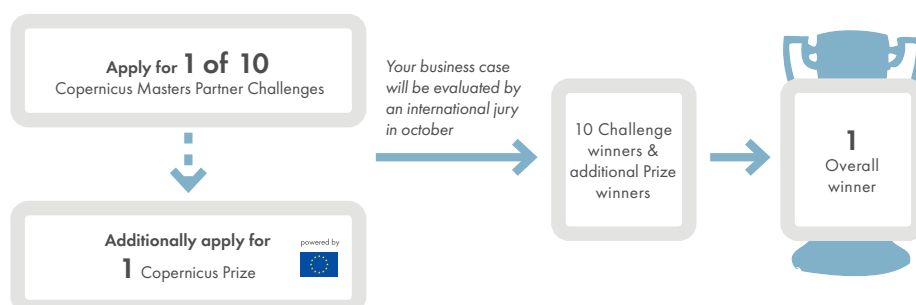 Apply for 1 of 10
Copernicus Masters Partner Challenges
Your business case
will be evaluated by
an international jury
in october
Additionally apply for
1 Copernicus Prize
powered by
10 Challenge
winners &
additional Prize
winners
1
Overall
winner